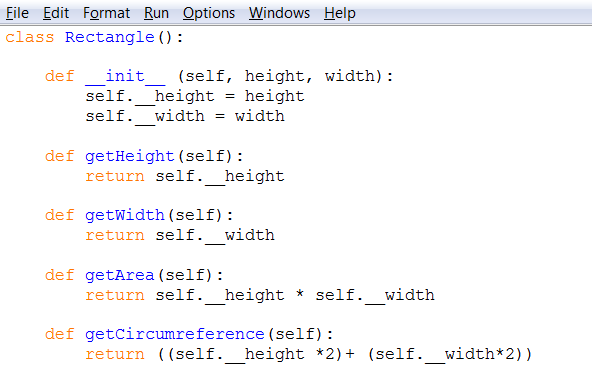 File Edit Format Run Options Windows Help
class Rectangle():
    def __init__ (self, height, width):
        self.__height = height
        self.__width = width
    def getHeight(self):
        return self.__height
    def getWidth(self):
        return self.__width
    def getArea(self):
        return self.__height * self.__width
    def getCircumreference(self):
        return ((self.__height *2)+ (self.__width*2))